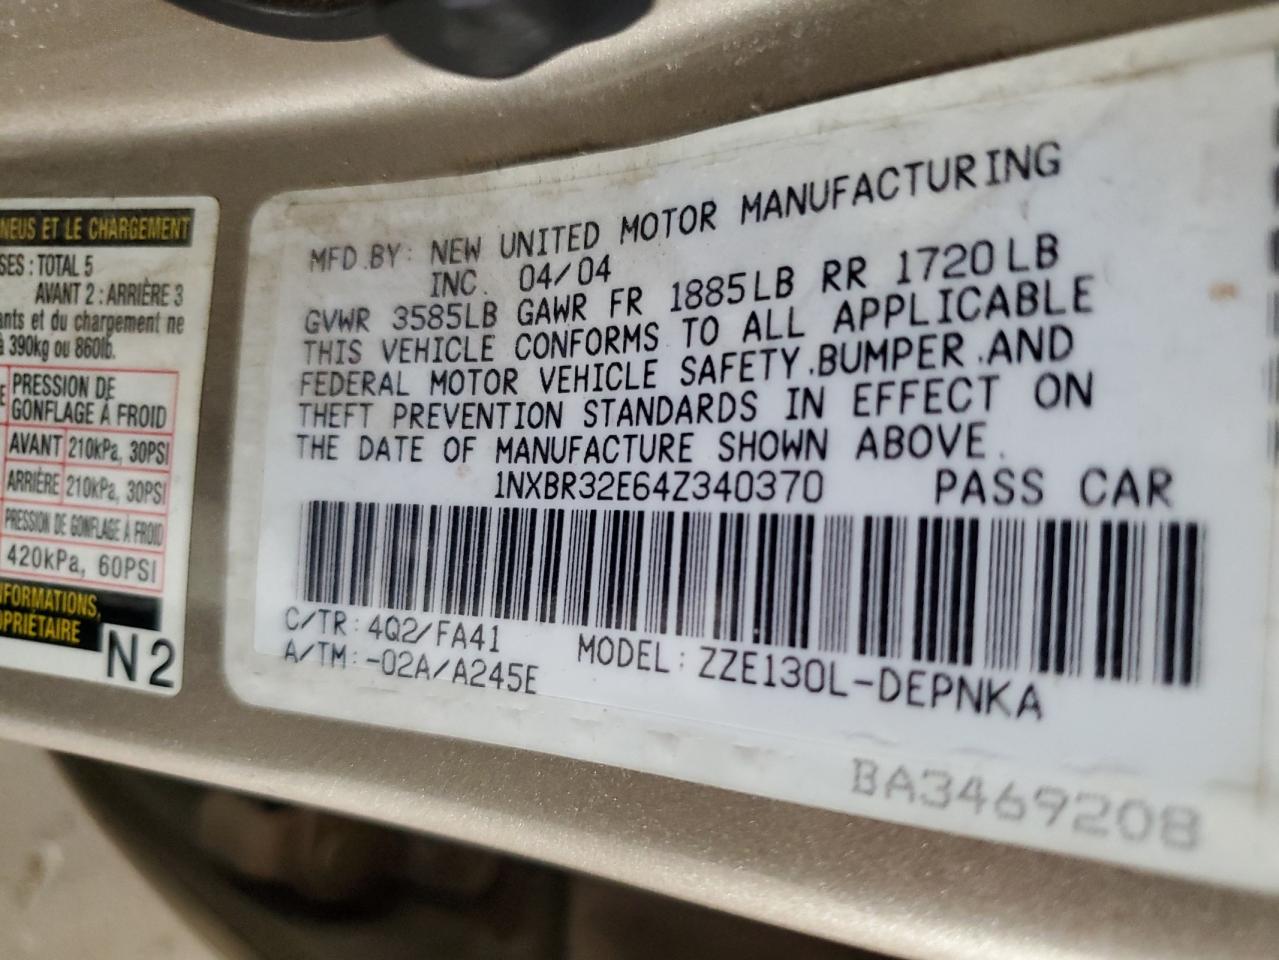 NEUS ET LE CHARGEMENT
SES : TOTAL 5
AVANT 2 : ARRIÈRE 3
ants et du chargement ne
à 390kg ou 860lb.
E PRESSION DE
GONFLAGE À FROID
AVANT 210kPa, 30PSI
ARRIÈRE 210kPa, 30PSI
PRESSION DE GONFLAGE À FROID
420kPa, 60PSI
FORMATIONS,
OPRIÉTAIRE
N2
MFD.BY: NEW UNITED MOTOR MANUFACTURING
INC. 04/04
GVWR 3585LB GAWR FR 1885LB RR 1720LB
THIS VEHICLE CONFORMS TO ALL APPLICABLE
FEDERAL MOTOR VEHICLE SAFETY.BUMPER.AND
THEFT PREVENTION STANDARDS IN EFFECT ON
THE DATE OF MANUFACTURE SHOWN ABOVE.
1NXBR32E64Z340370 PASS CAR
C/TR: 4Q2/FA41
A/TM: -02A/A245E
MODEL: ZZE130L-DEPNKA
BA3469208